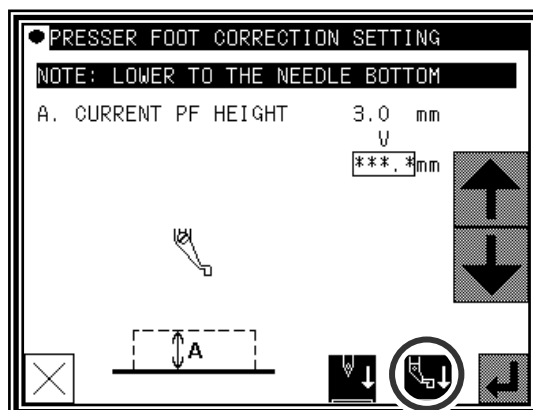 PRESSER FOOT CORRECTION SETTING
NOTE: LOWER TO THE NEEDLE BOTTOM
A. CURRENT PF HEIGHT 3.0 mm
V
***.*mm
A